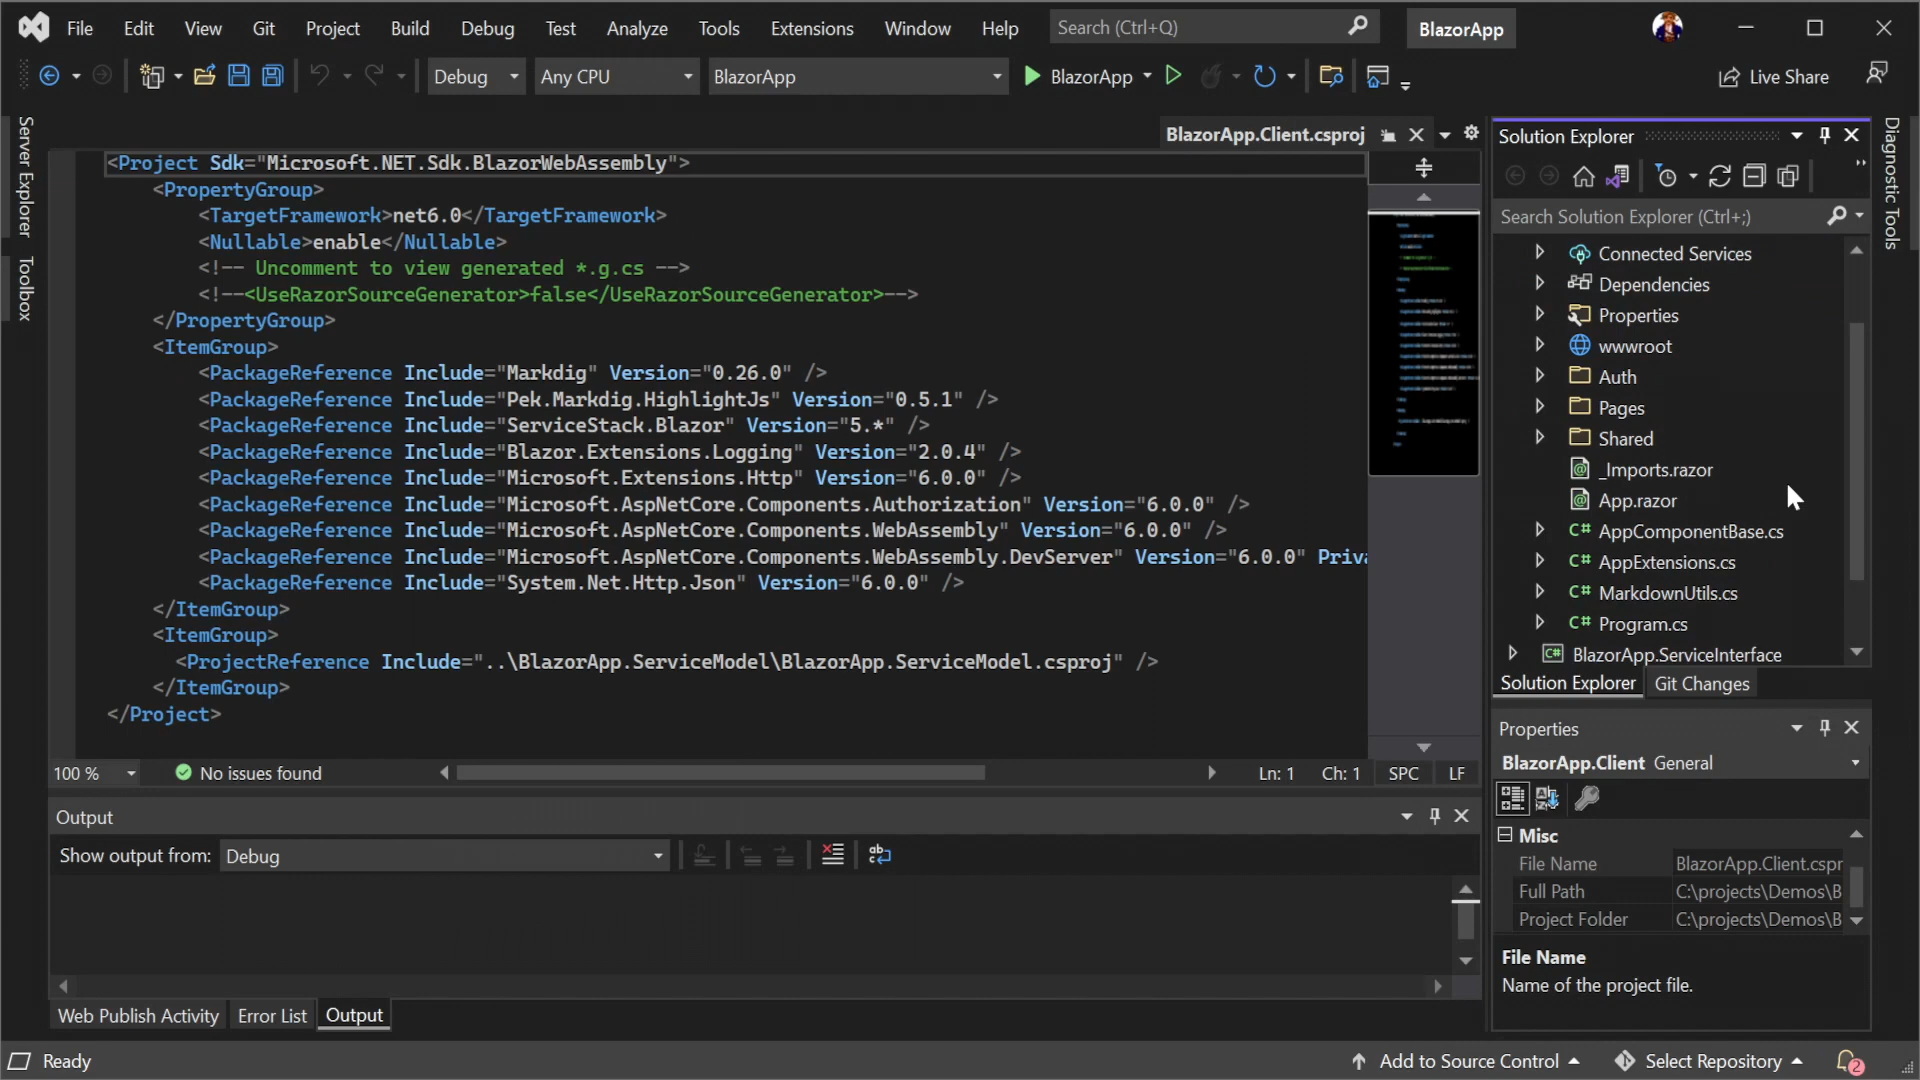 File Edit View Git Project Build Debug Test Analyze Tools Extensions Window Help Search (Ctrl+Q) BlazorApp
Debug Any CPU BlazorApp BlazorApp Live Share
Server Explorer
Toolbox
BlazorApp.Client.csproj
<Project Sdk="Microsoft.NET.Sdk.BlazorWebAssembly">
<PropertyGroup>
<TargetFramework>net6.0</TargetFramework>
<Nullable>enable</Nullable>
<!-- Uncomment to view generated *.g.cs -->
<!--<UseRazorSourceGenerator>false</UseRazorSourceGenerator>-->
</PropertyGroup>
<ItemGroup>
<PackageReference Include="Markdig" Version="0.26.0" />
<PackageReference Include="Pek.Markdig.HighlightJs" Version="0.5.1" />
<PackageReference Include="ServiceStack.Blazor" Version="5.*" />
<PackageReference Include="Blazor.Extensions.Logging" Version="2.0.4" />
<PackageReference Include="Microsoft.Extensions.Http" Version="6.0.0" />
<PackageReference Include="Microsoft.AspNetCore.Components.Authorization" Version="6.0.0" />
<PackageReference Include="Microsoft.AspNetCore.Components.WebAssembly" Version="6.0.0" />
<PackageReference Include="Microsoft.AspNetCore.Components.WebAssembly.DevServer" Version="6.0.0" Priva
<PackageReference Include="System.Net.Http.Json" Version="6.0.0" />
</ItemGroup>
<ItemGroup>
<ProjectReference Include="..\BlazorApp.ServiceModel\BlazorApp.ServiceModel.csproj" />
</ItemGroup>
</Project>
100 % No issues found Ln: 1 Ch: 1 SPC LF
Output
Show output from: Debug
Web Publish Activity Error List Output
Solution Explorer
Search Solution Explorer (Ctrl+;)
Connected Services
Dependencies
Properties
wwwroot
Auth
Pages
Shared
_Imports.razor
App.razor
C# AppComponentBase.cs
C# AppExtensions.cs
C# MarkdownUtils.cs
C# Program.cs
C# BlazorApp.ServiceInterface
Solution Explorer Git Changes
Properties
BlazorApp.Client General
Misc
File Name BlazorApp.Client.cspr
Full Path C:\projects\Demos\B
Project Folder C:\projects\Demos\B
File Name
Name of the project file.
Diagnostic Tools
Ready Add to Source Control Select Repository 2